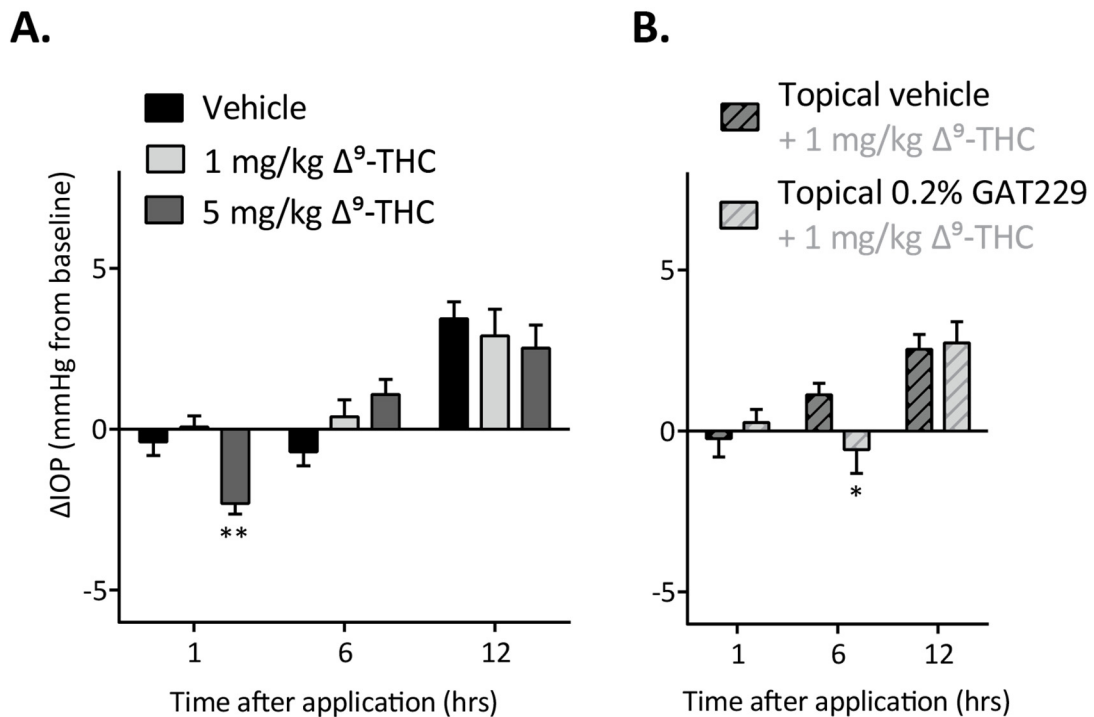 A.
Vehicle
1 mg/kg Δ⁹-THC
5 mg/kg Δ⁹-THC
ΔIOP (mmHg from baseline)
5
0
-5
**
1
6
12
Time after application (hrs)
B.
Topical vehicle
+ 1 mg/kg Δ⁹-THC
Topical 0.2% GAT229
+ 1 mg/kg Δ⁹-THC
5
0
-5
*
1
6
12
Time after application (hrs)